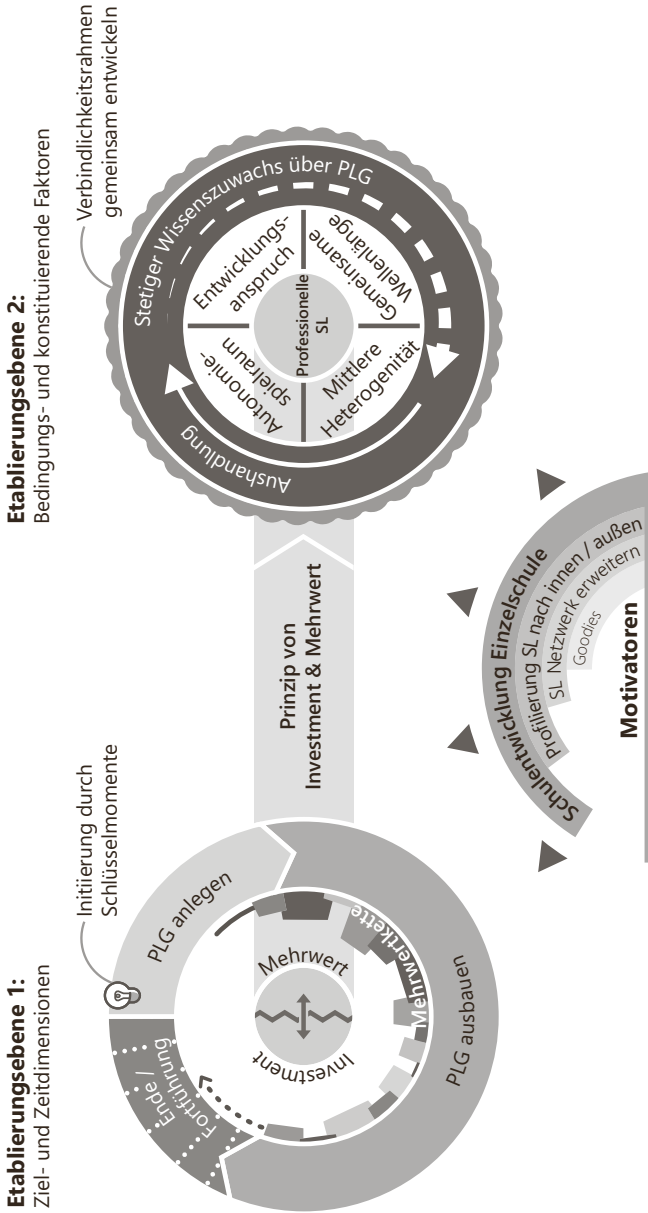 Etablierungsebene 1:
Ziel- und Zeitdimensionen
Initiierung durch
Schlüsselmomente
PLG anlegen
PLG ausbauen
Ende /
Fortführung
Mehrwert
Investment
Mehrwertkette
Prinzip von
Investment & Mehrwert
Etablierungsebene 2:
Bedingungs- und konstituierende Faktoren
Verbindlichkeitsrahmen
gemeinsam entwickeln
Stetiger Wissenszuwachs über PLG
Aushandlung
Autonomie-
spielraum
Entwicklungs-
anspruch
Mittlere
Heterogenität
Gemeinsame
Wellenlänge
Professionelle
SL
Schulentwicklung Einzelschule
Profilierung SL nach innen / außen
SL Netzwerk erweitern
Goodies
Motivatoren